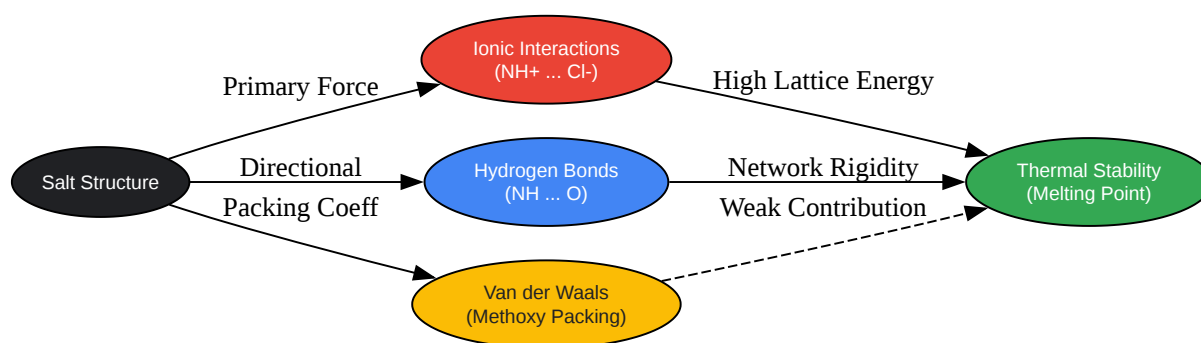 Ionic Interactions
(NH+ ... Cl-)
Primary Force
High Lattice Energy
Salt Structure
Directional
Hydrogen Bonds
(NH ... O)
Network Rigidity
Thermal Stability
(Melting Point)
Packing Coeff
Weak Contribution
Van der Waals
(Methoxy Packing)